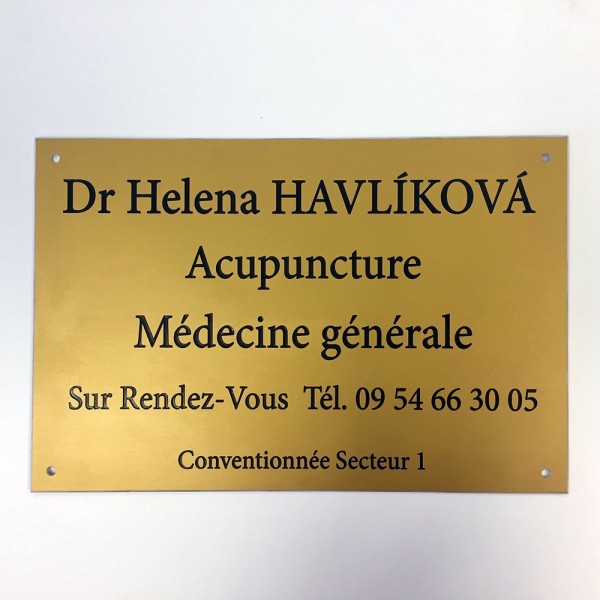 Dr Helena HAVLÍKOVÁ
Acupuncture
Médecine générale
Sur Rendez-Vous Tél. 09 54 66 30 05
Conventionnée Secteur 1